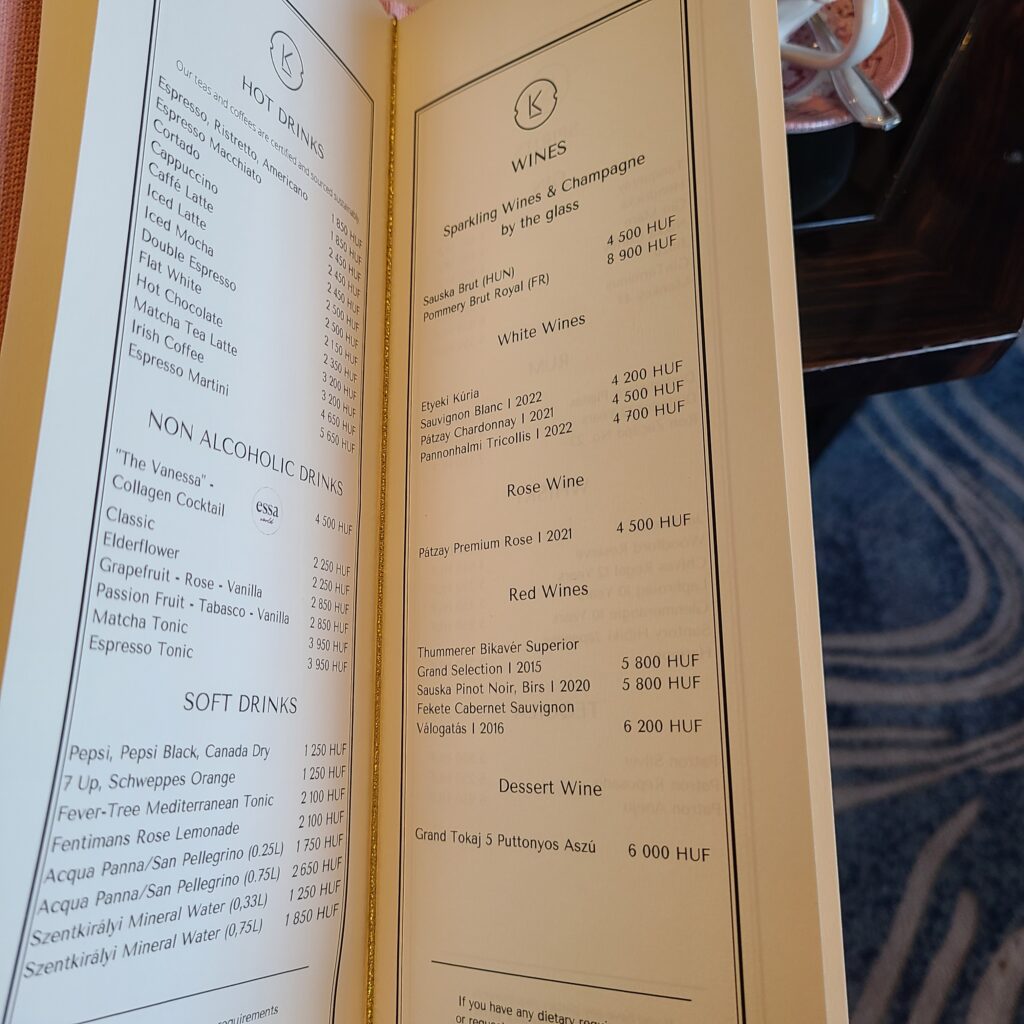 K
HOT DRINKS
Our teas and coffees are certified and sourced sustainably
Espresso, Ristretto, Americano 1 850 HUF
Espresso Macchiato 1 850 HUF
Cortado 2 450 HUF
Cappuccino 2 450 HUF
Caffé Latte 2 450 HUF
Iced Latte 2 500 HUF
Iced Mocha 2 500 HUF
Double Espresso 2 150 HUF
Flat White 2 350 HUF
Hot Chocolate 3 200 HUF
Matcha Tea Latte 3 200 HUF
Irish Coffee 4 650 HUF
Espresso Martini 5 650 HUF
NON ALCOHOLIC DRINKS
"The Vanessa" -
Collagen Cocktail essa 4 500 HUF
Classic 2 250 HUF
Elderflower 2 250 HUF
Grapefruit - Rose - Vanilla 2 850 HUF
Passion Fruit - Tabasco - Vanilla 2 850 HUF
Matcha Tonic 3 950 HUF
Espresso Tonic 3 950 HUF
SOFT DRINKS
Pepsi, Pepsi Black, Canada Dry 1 250 HUF
7 Up, Schweppes Orange 1 250 HUF
Fever-Tree Mediterranean Tonic 2 100 HUF
Fentimans Rose Lemonade 2 100 HUF
Acqua Panna/San Pellegrino (0.25L) 1 750 HUF
Acqua Panna/San Pellegrino (0.75L) 2 650 HUF
Szentkirályi Mineral Water (0,33L) 1 250 HUF
Szentkirályi Mineral Water (0,75L) 1 850 HUF
K
WINES
Sparkling Wines & Champagne
by the glass
Sauska Brut (HUN) 4 500 HUF
Pommery Brut Royal (FR) 8 900 HUF
White Wines
Etyeki Kúria
Sauvignon Blanc I 2022 4 200 HUF
Pátzay Chardonnay I 2021 4 500 HUF
Pannonhalmi Tricollis I 2022 4 700 HUF
Rose Wine
Pátzay Premium Rose I 2021 4 500 HUF
Red Wines
Thummerer Bikavér Superior
Grand Selection I 2015 5 800 HUF
Sauska Pinot Noir, Birs I 2020 5 800 HUF
Fekete Cabernet Sauvignon
Válogatás I 2016 6 200 HUF
Dessert Wine
Grand Tokaj 5 Puttonyos Aszú 6 000 HUF
If you have any dietary